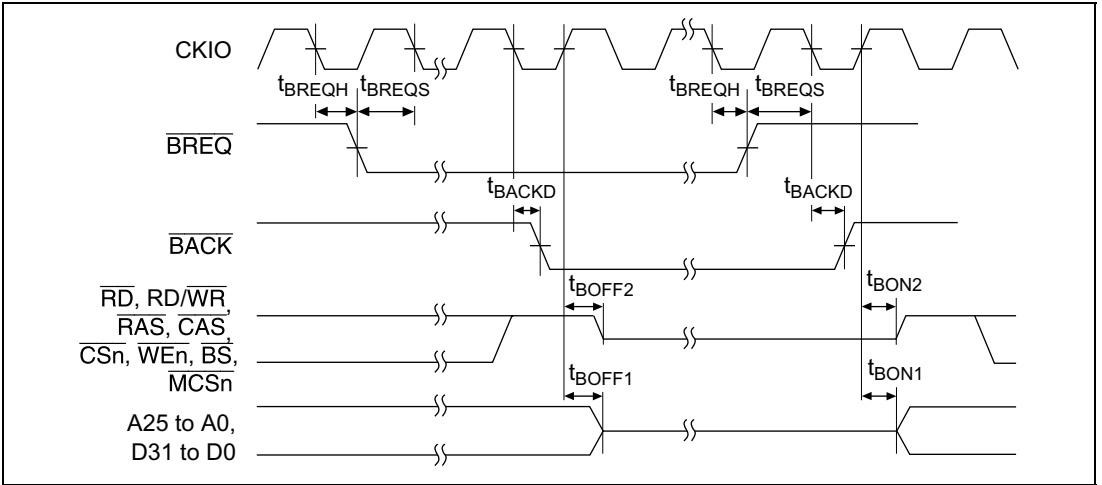 CKIO
tBREQH tBREQS tBREQH tBREQS
BREQ
tBACKD tBACKD
BACK
tBOFF2 tBON2
RD, RD/WR,
RAS, CAS,
CSn, WEn, BS,
MCSn
tBOFF1 tBON1
A25 to A0,
D31 to D0